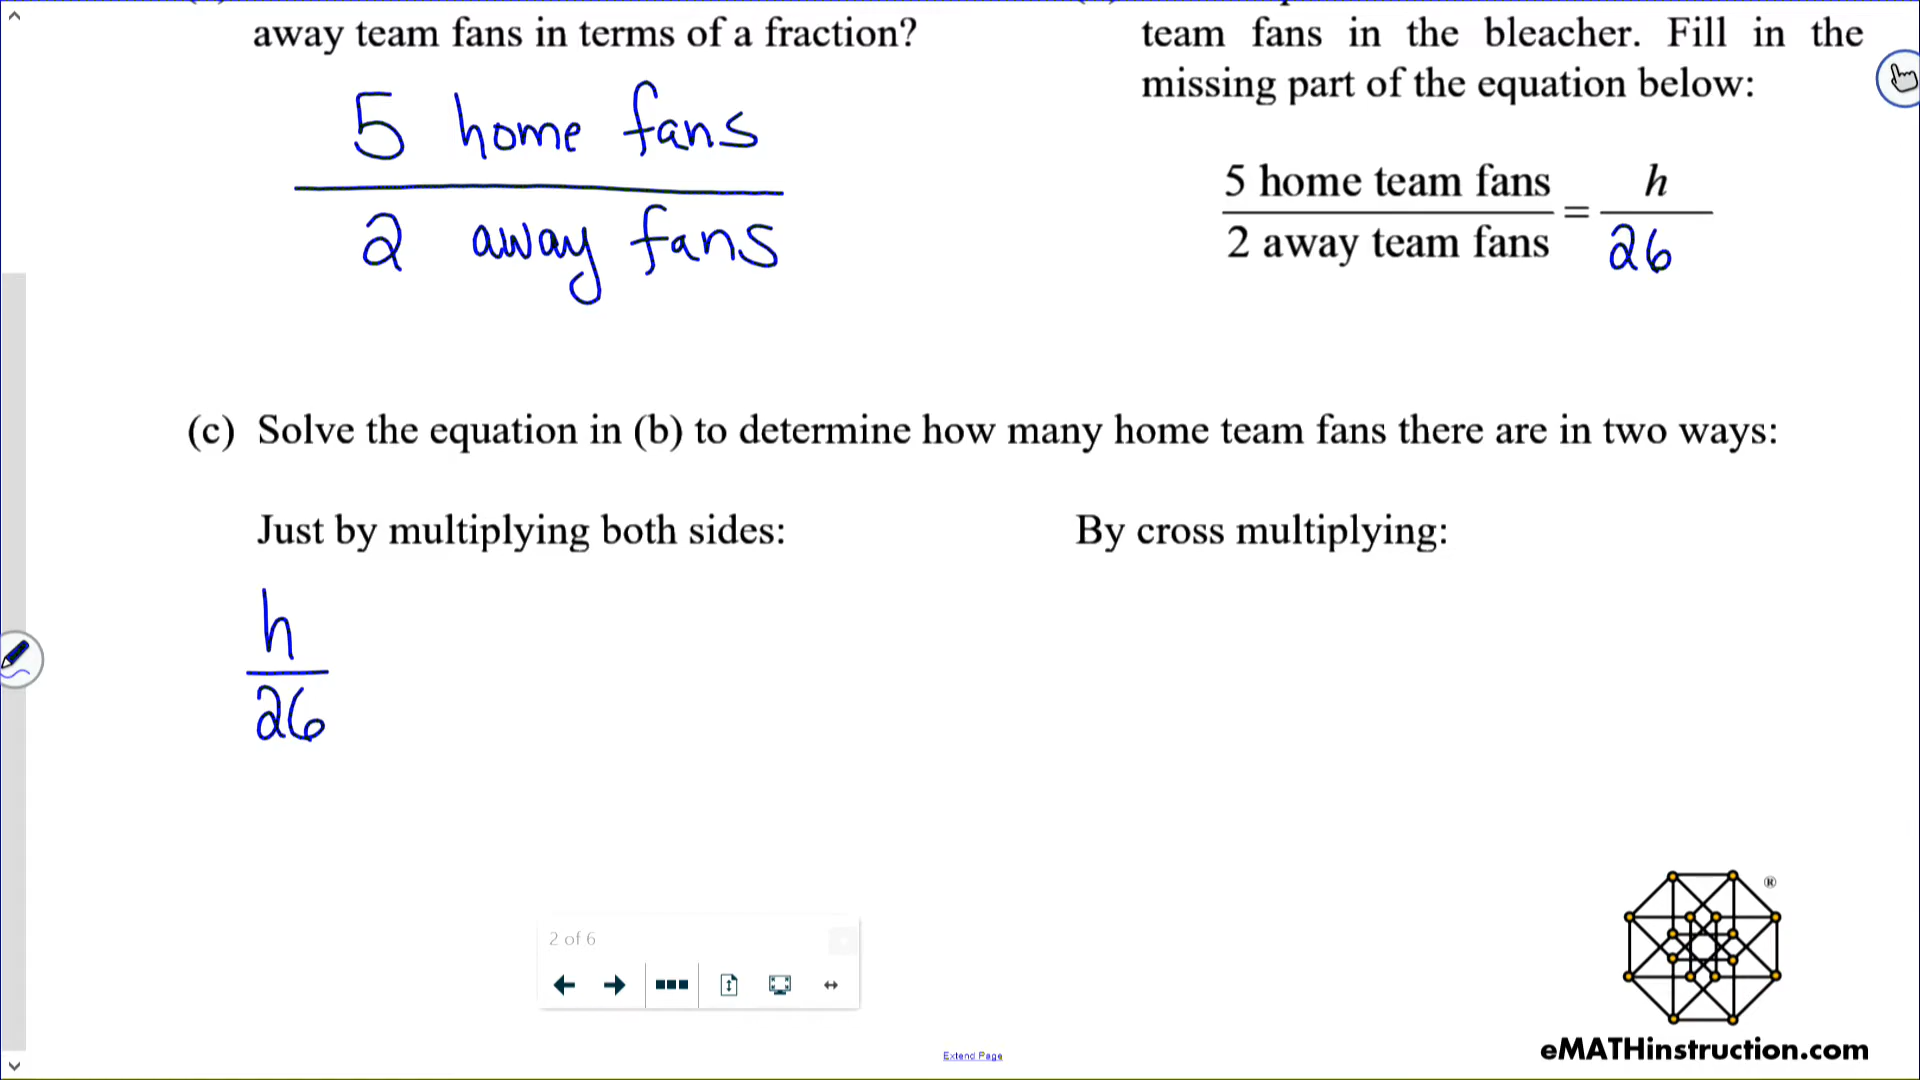 away team fans in terms of a fraction?
5 home fans
2 away fans
team fans in the bleacher. Fill in the
missing part of the equation below:
5 home team fans = h
2 away team fans 26
(c) Solve the equation in (b) to determine how many home team fans there are in two ways:
Just by multiplying both sides:
By cross multiplying:
h
26
2 of 6
Extend Page
®
eMATHinstruction.com